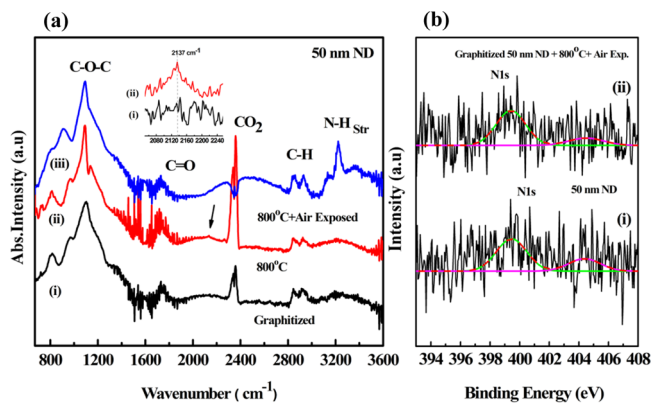 (a)
50 nm ND
C-O-C
2137 cm-1
(ii)
(i)
2080 2120 2160 2200 2240
CO2
N-H Str
C-H
C=O
(iii)
(ii)
(i)
800°C+Air Exposed
800°C
Graphitized
Abs.Intensity (a.u)
800 1200 1600 2000 2400 2800 3200 3600
Wavenumber ( cm-1)
(b)
Graphitized 50 nm ND + 800°C+ Air Exp.
N1s
(ii)
N1s
50 nm ND
(i)
Intensity (a.u)
394 396 398 400 402 404 406 408
Binding Energy (eV)